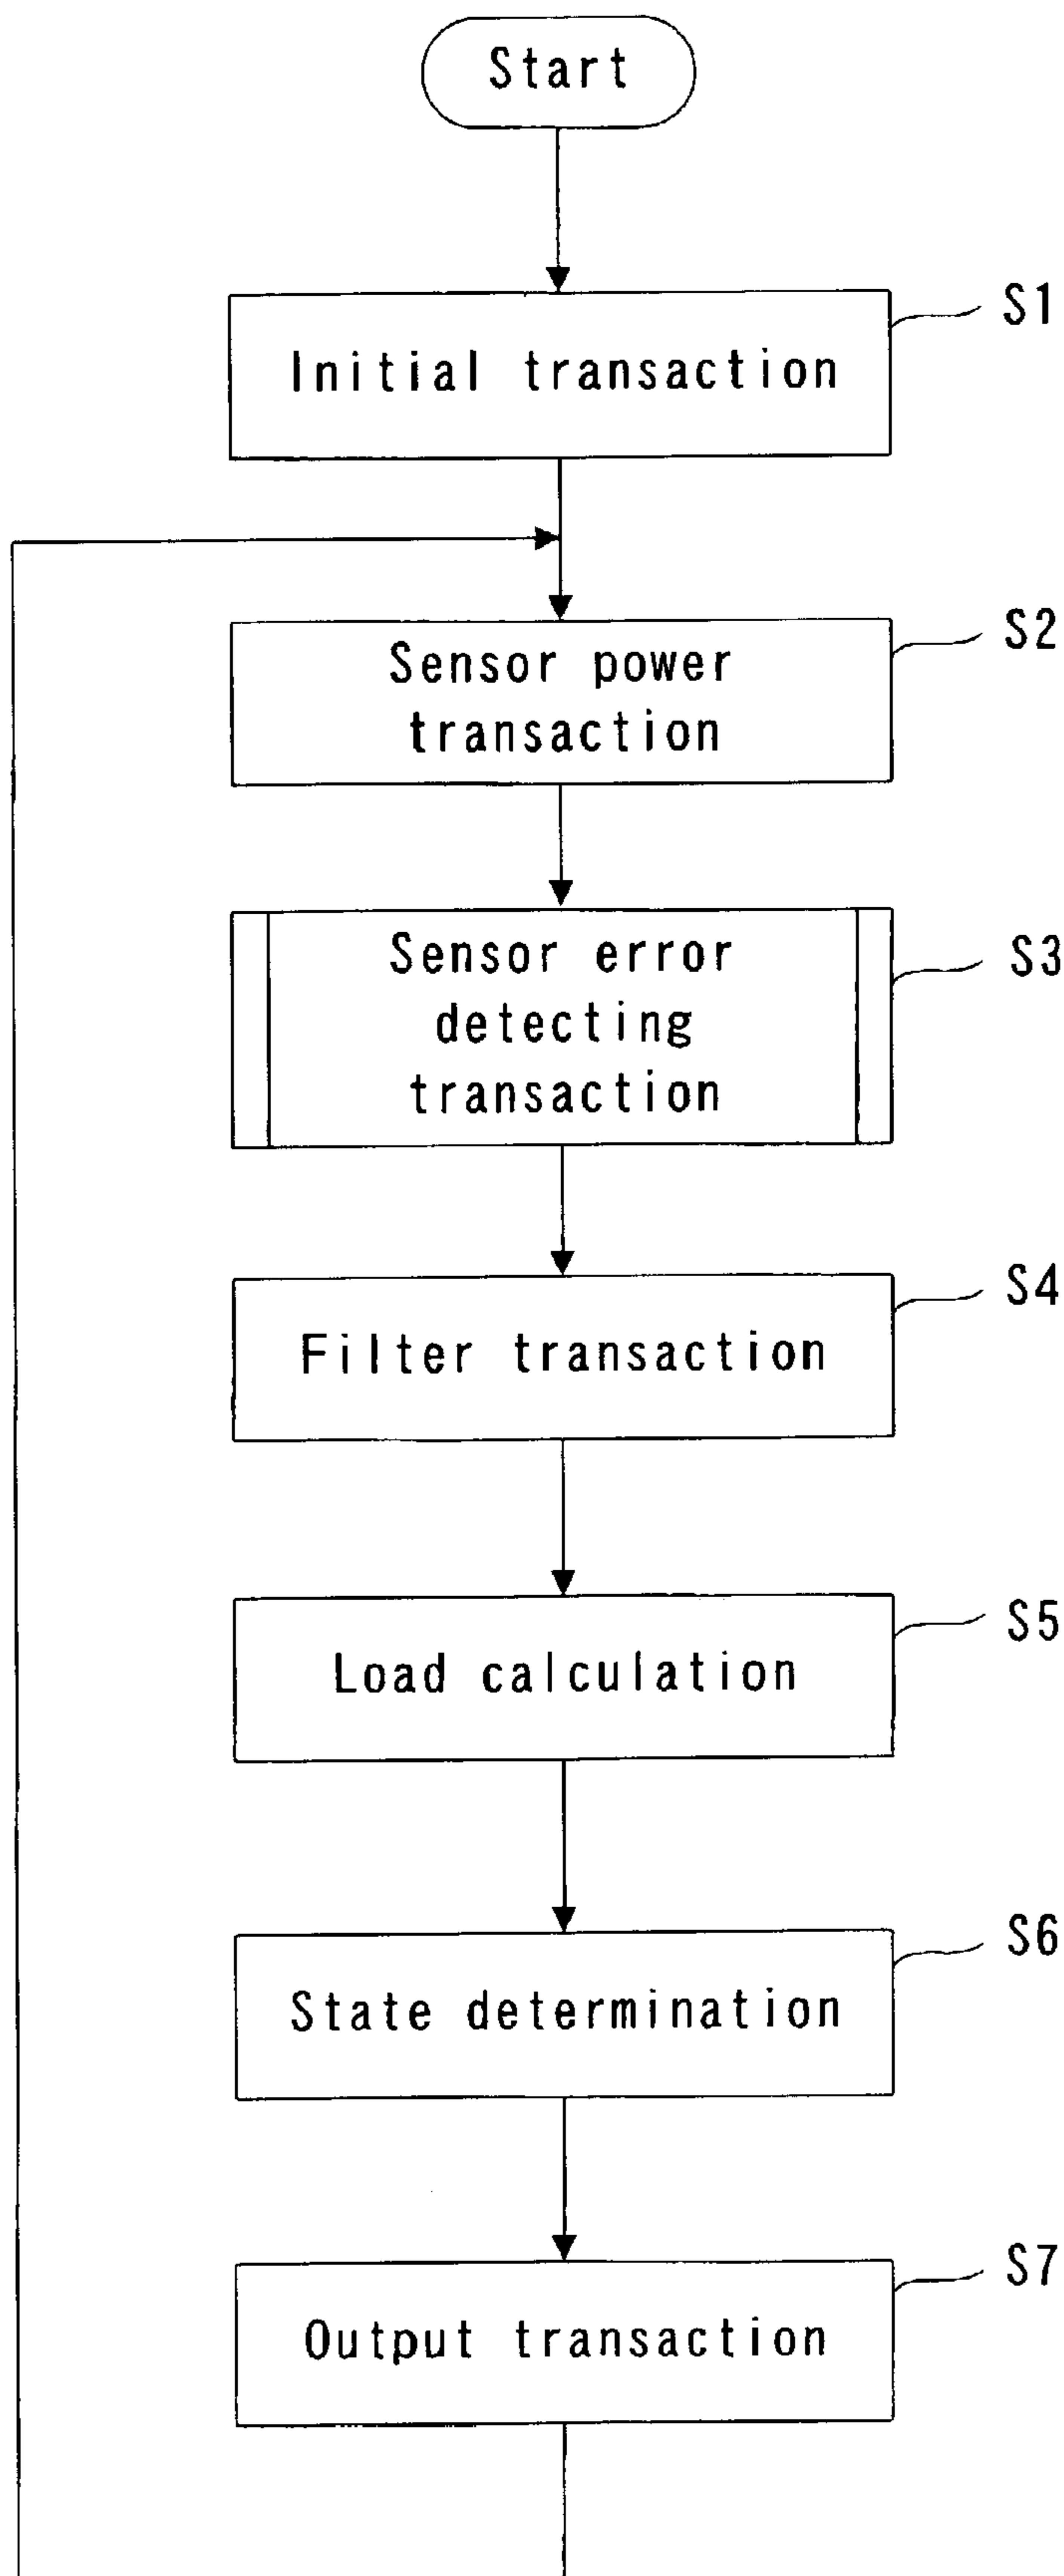 Start
Initial transaction
S1
Sensor power
transaction
S2
Sensor error
detecting
transaction
S3
Filter transaction
S4
Load calculation
S5
State determination
S6
Output transaction
S7